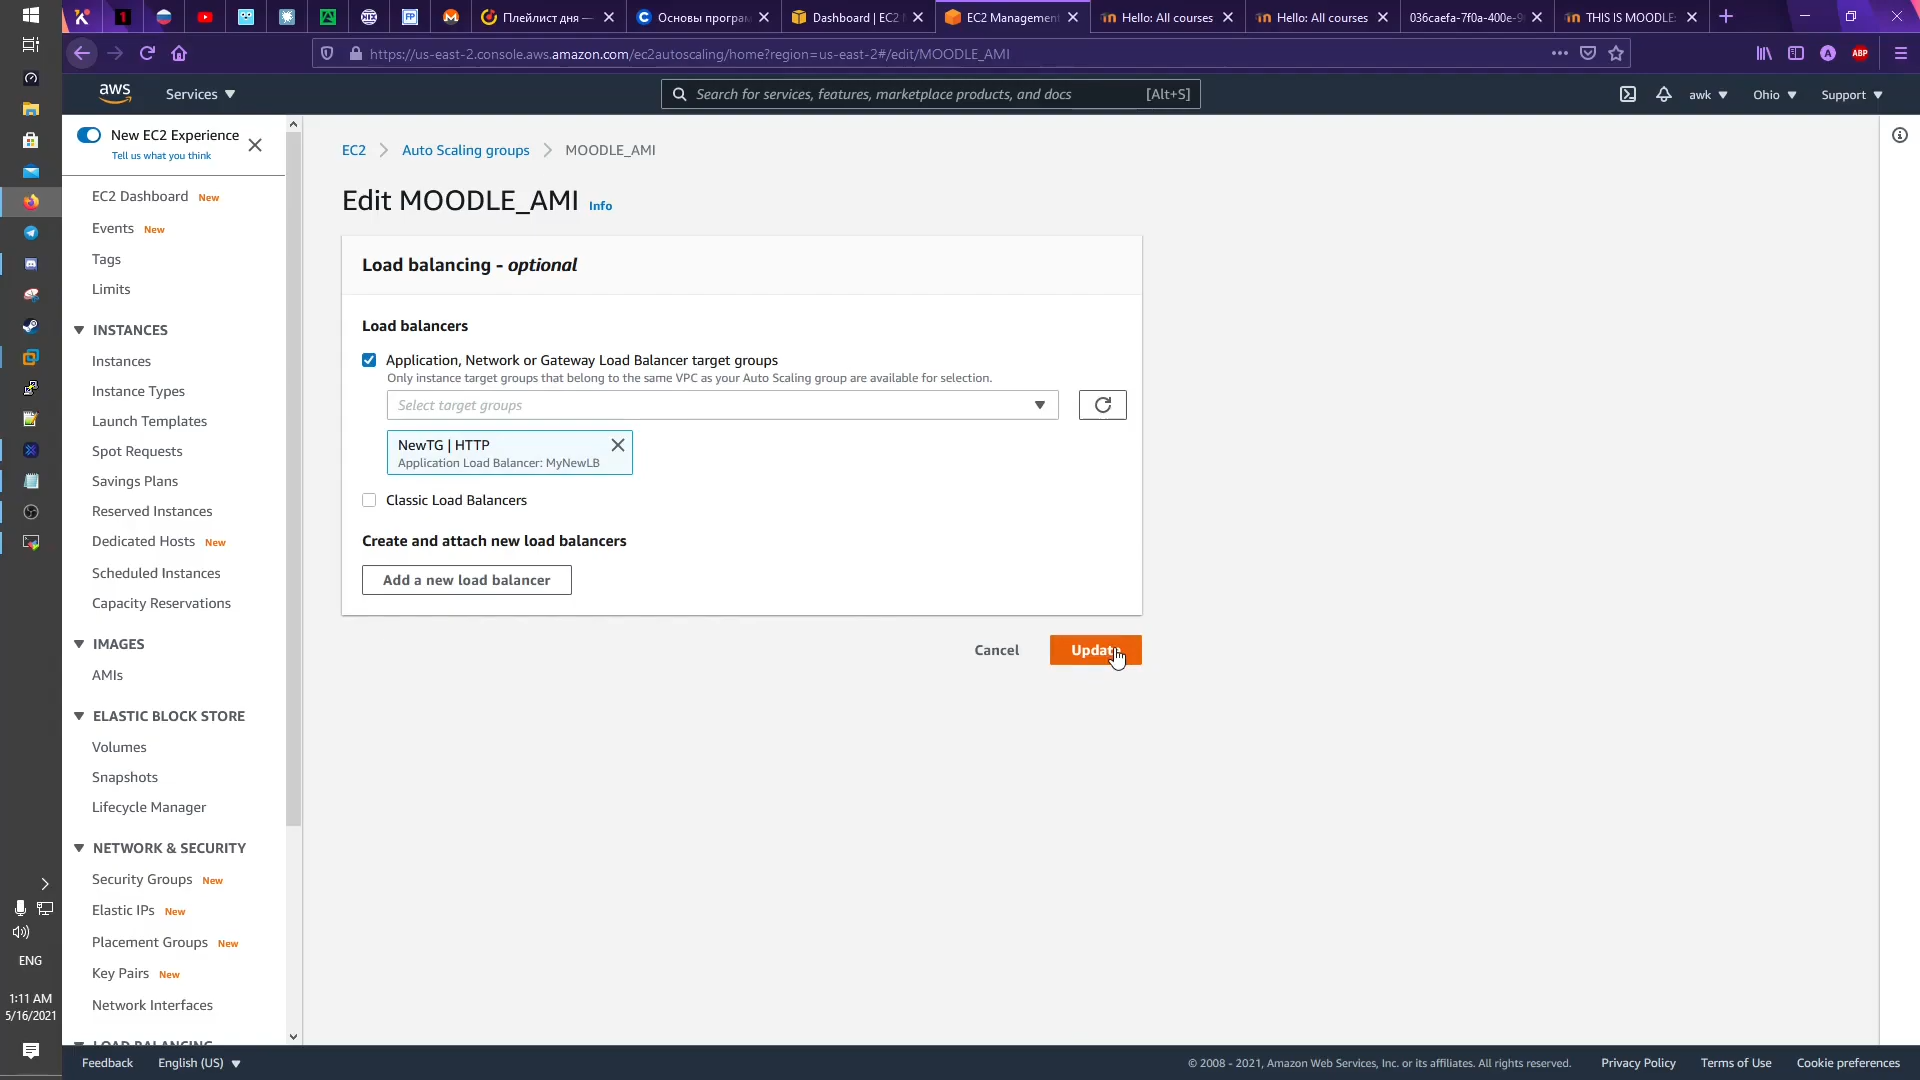 Плейлист дня —
Основы програм
Dashboard | EC2
EC2 Management
Hello: All courses
Hello: All courses
036caefa-7f0a-400e-9
THIS IS MOODLE
https://us-east-2.console.aws.amazon.com/ec2autoscaling/home?region=us-east-2#/edit/MOODLE_AMI
A
ABP
aws
Services
Search for services, features, marketplace products, and docs
[Alt+S]
awk
Ohio
Support
New EC2 Experience
Tell us what you think
EC2 Dashboard New
Events New
Tags
Limits
INSTANCES
Instances
Instance Types
Launch Templates
Spot Requests
Savings Plans
Reserved Instances
Dedicated Hosts New
Scheduled Instances
Capacity Reservations
IMAGES
AMIs
ELASTIC BLOCK STORE
Volumes
Snapshots
Lifecycle Manager
NETWORK & SECURITY
Security Groups New
Elastic IPs New
Placement Groups New
Key Pairs New
Network Interfaces
LOAD BALANCING
EC2
Auto Scaling groups
MOODLE_AMI
Edit MOODLE_AMI Info
Load balancing - optional
Load balancers
Application, Network or Gateway Load Balancer target groups
Only instance target groups that belong to the same VPC as your Auto Scaling group are available for selection.
Select target groups
NewTG | HTTP
Application Load Balancer: MyNewLB
Classic Load Balancers
Create and attach new load balancers
Add a new load balancer
Cancel
Update
ENG
1:11 AM
5/16/2021
Feedback
English (US)
© 2008 - 2021, Amazon Web Services, Inc. or its affiliates. All rights reserved.
Privacy Policy
Terms of Use
Cookie preferences